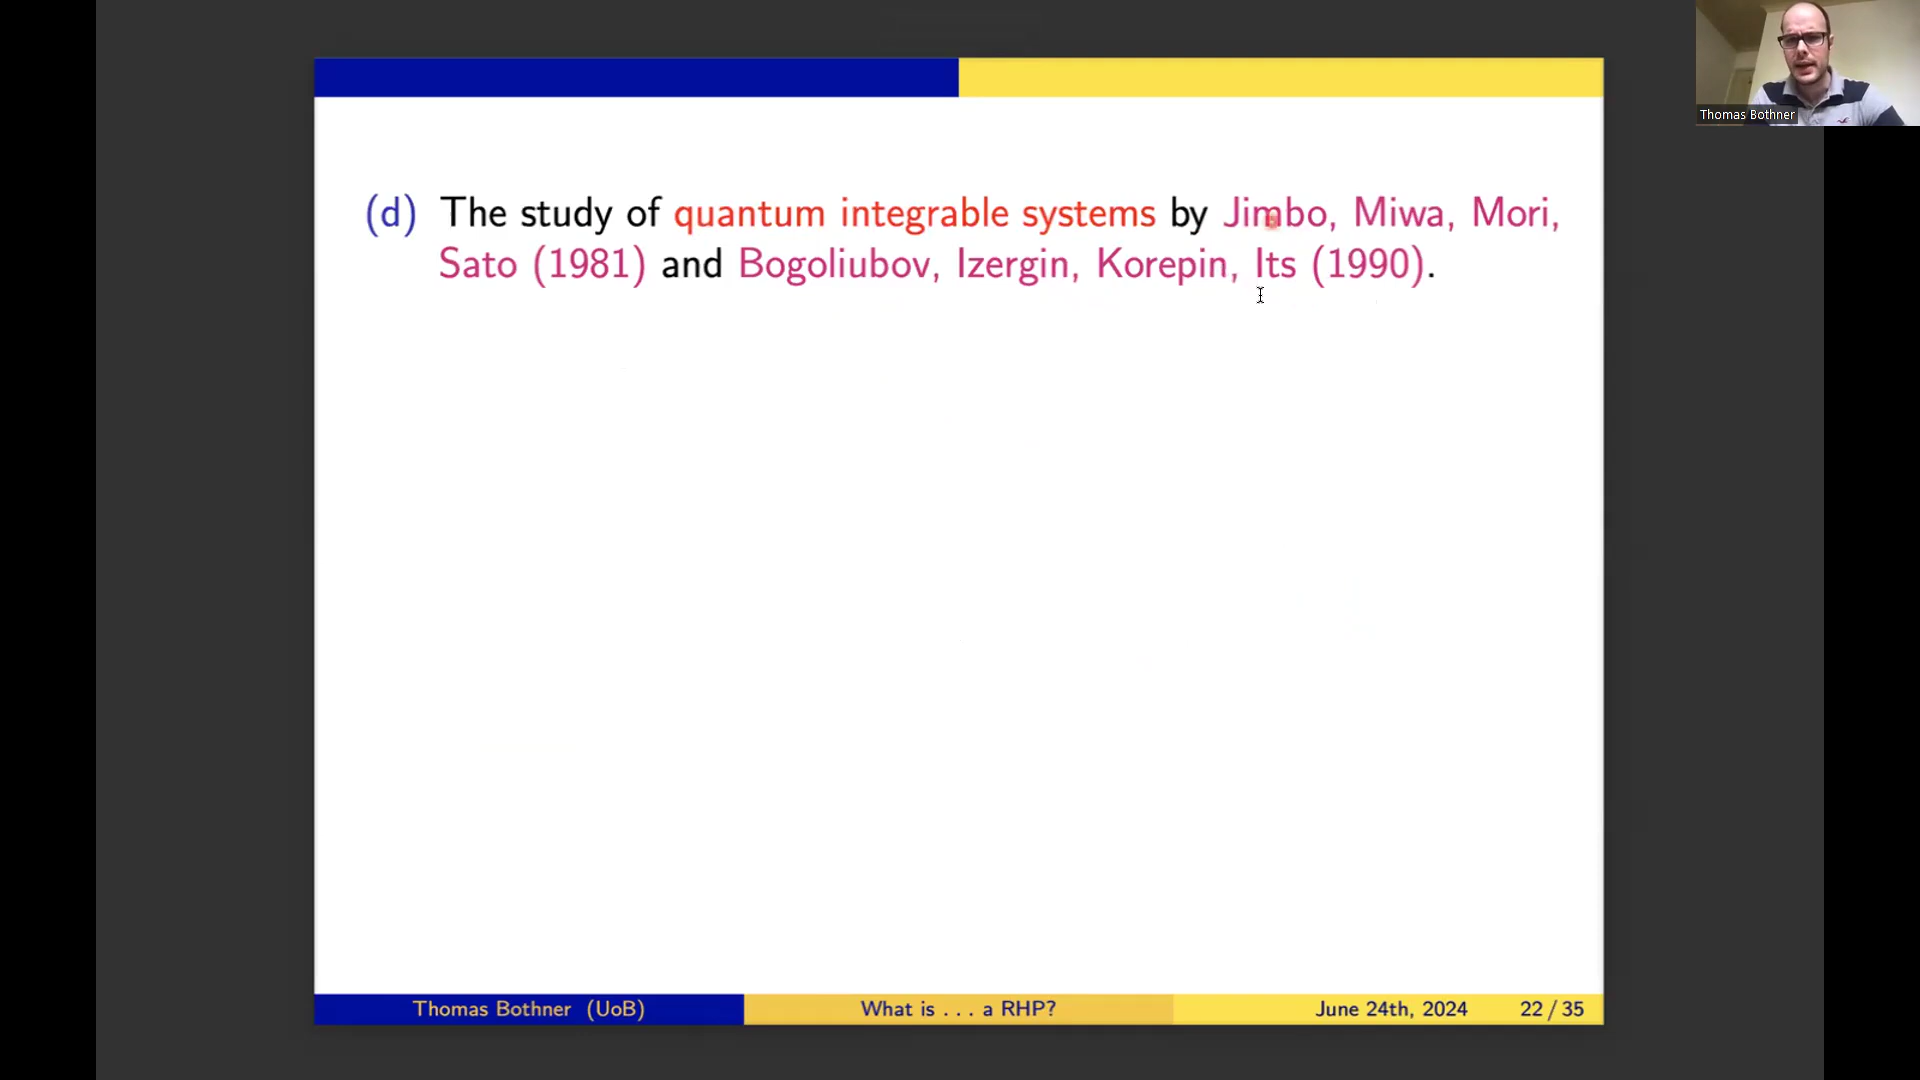 Thomas Bothner
(d) The study of quantum integrable systems by Jimbo, Miwa, Mori,
Sato (1981) and Bogoliubov, Izergin, Korepin, Its (1990).
Thomas Bothner (UoB) What is . . . a RHP? June 24th, 2024 22 / 35